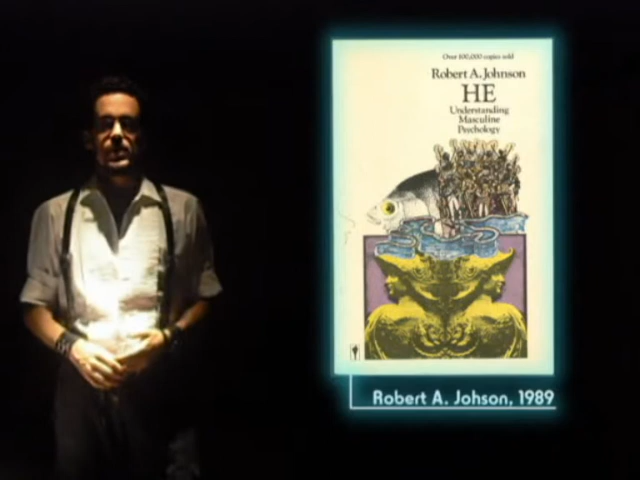 Over 100,000 copies sold
Robert A. Johnson
HE
Understanding
Masculine
Psychology
Robert A. Johson, 1989